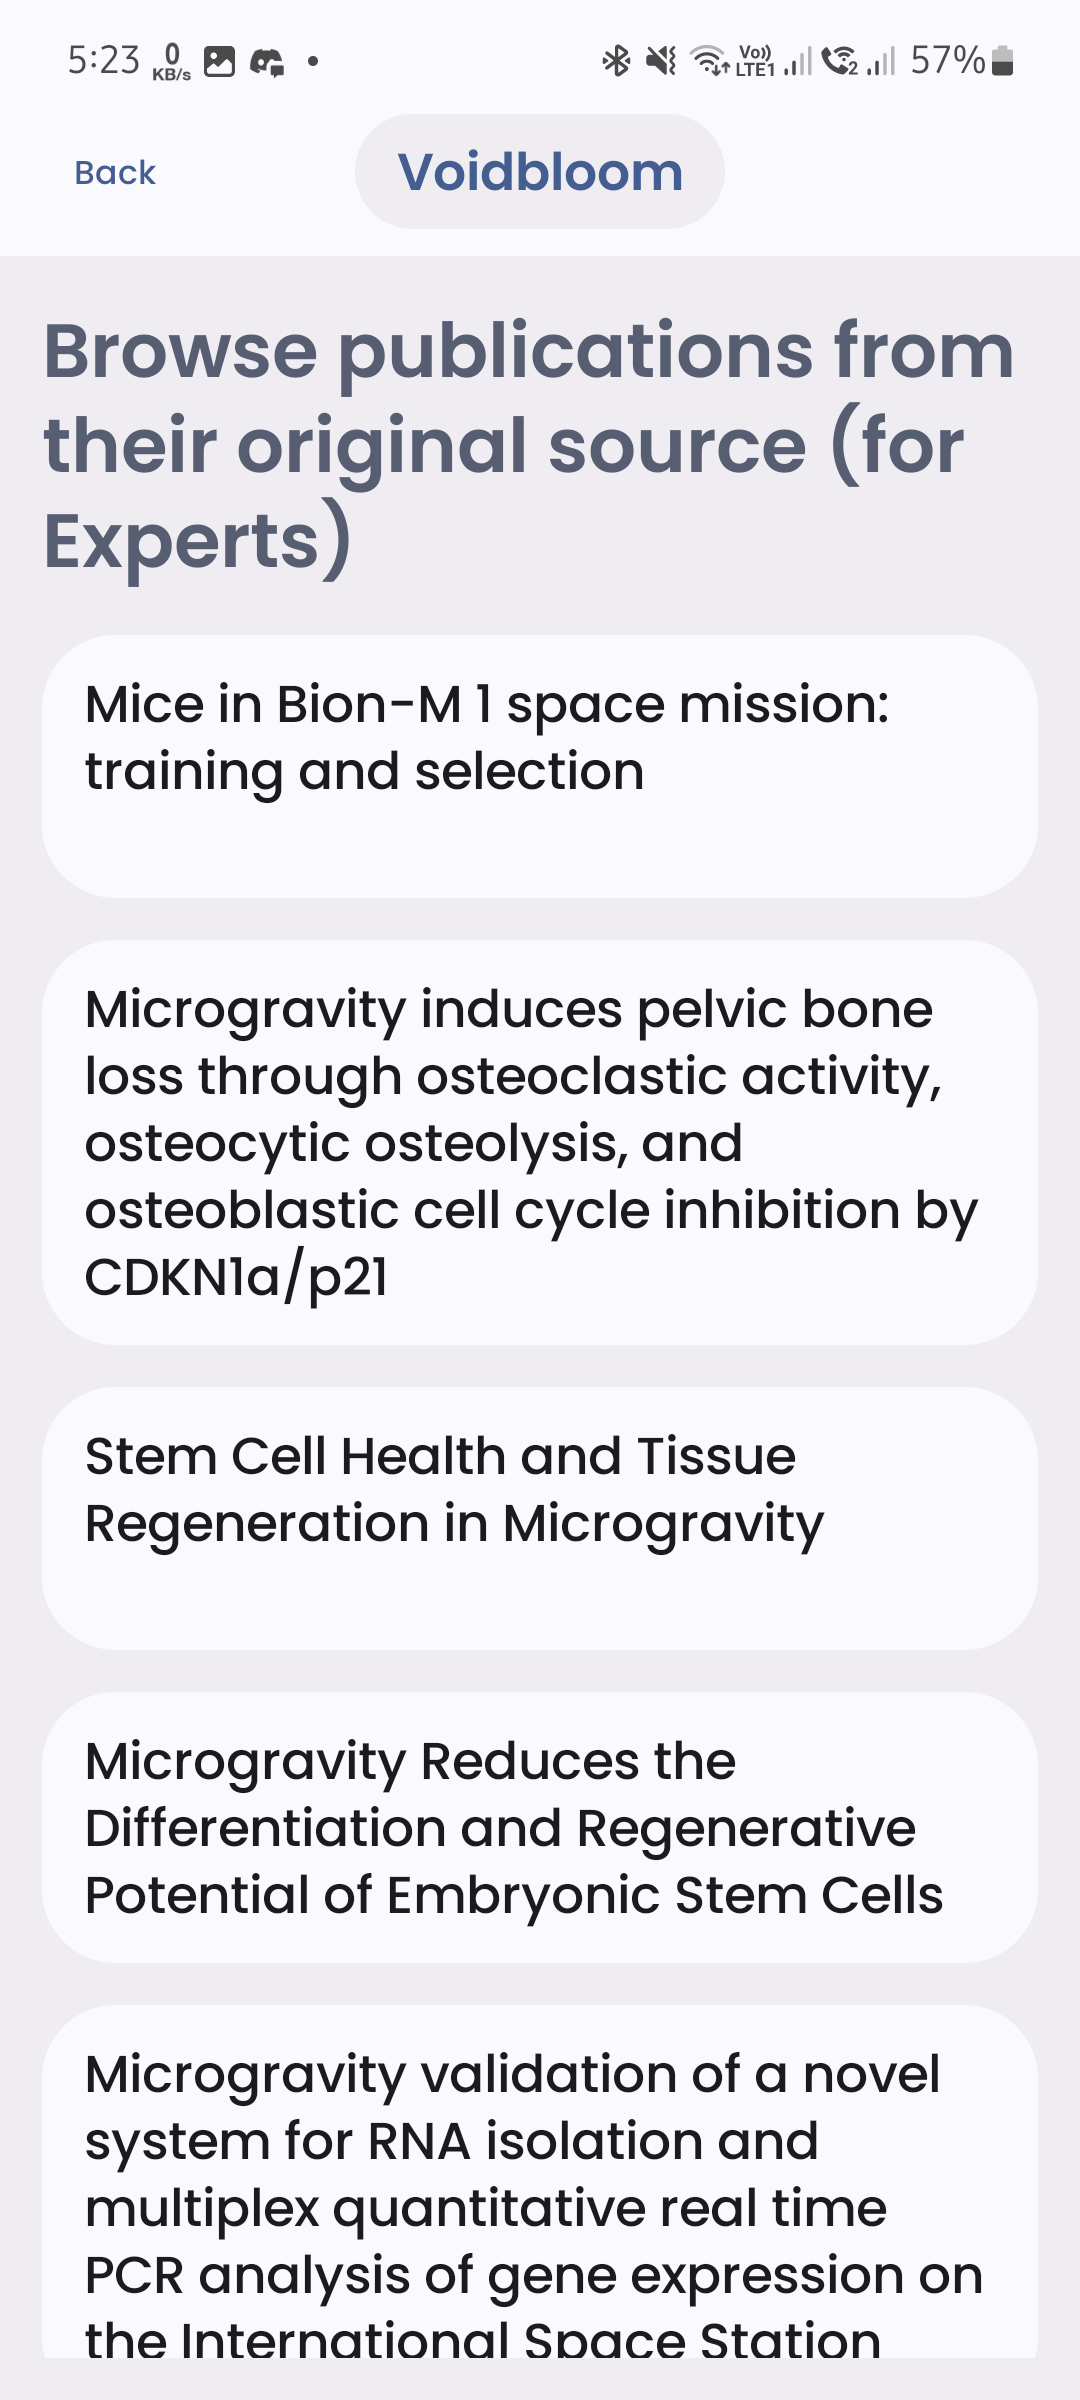 5:23 0 KB/s Vo)) LTE1 2 57%
Back Voidbloom
Browse publications from
their original source (for
Experts)
Mice in Bion-M 1 space mission:
training and selection
Microgravity induces pelvic bone
loss through osteoclastic activity,
osteocytic osteolysis, and
osteoblastic cell cycle inhibition by
CDKN1a/p21
Stem Cell Health and Tissue
Regeneration in Microgravity
Microgravity Reduces the
Differentiation and Regenerative
Potential of Embryonic Stem Cells
Microgravity validation of a novel
system for RNA isolation and
multiplex quantitative real time
PCR analysis of gene expression on
the International Space Station